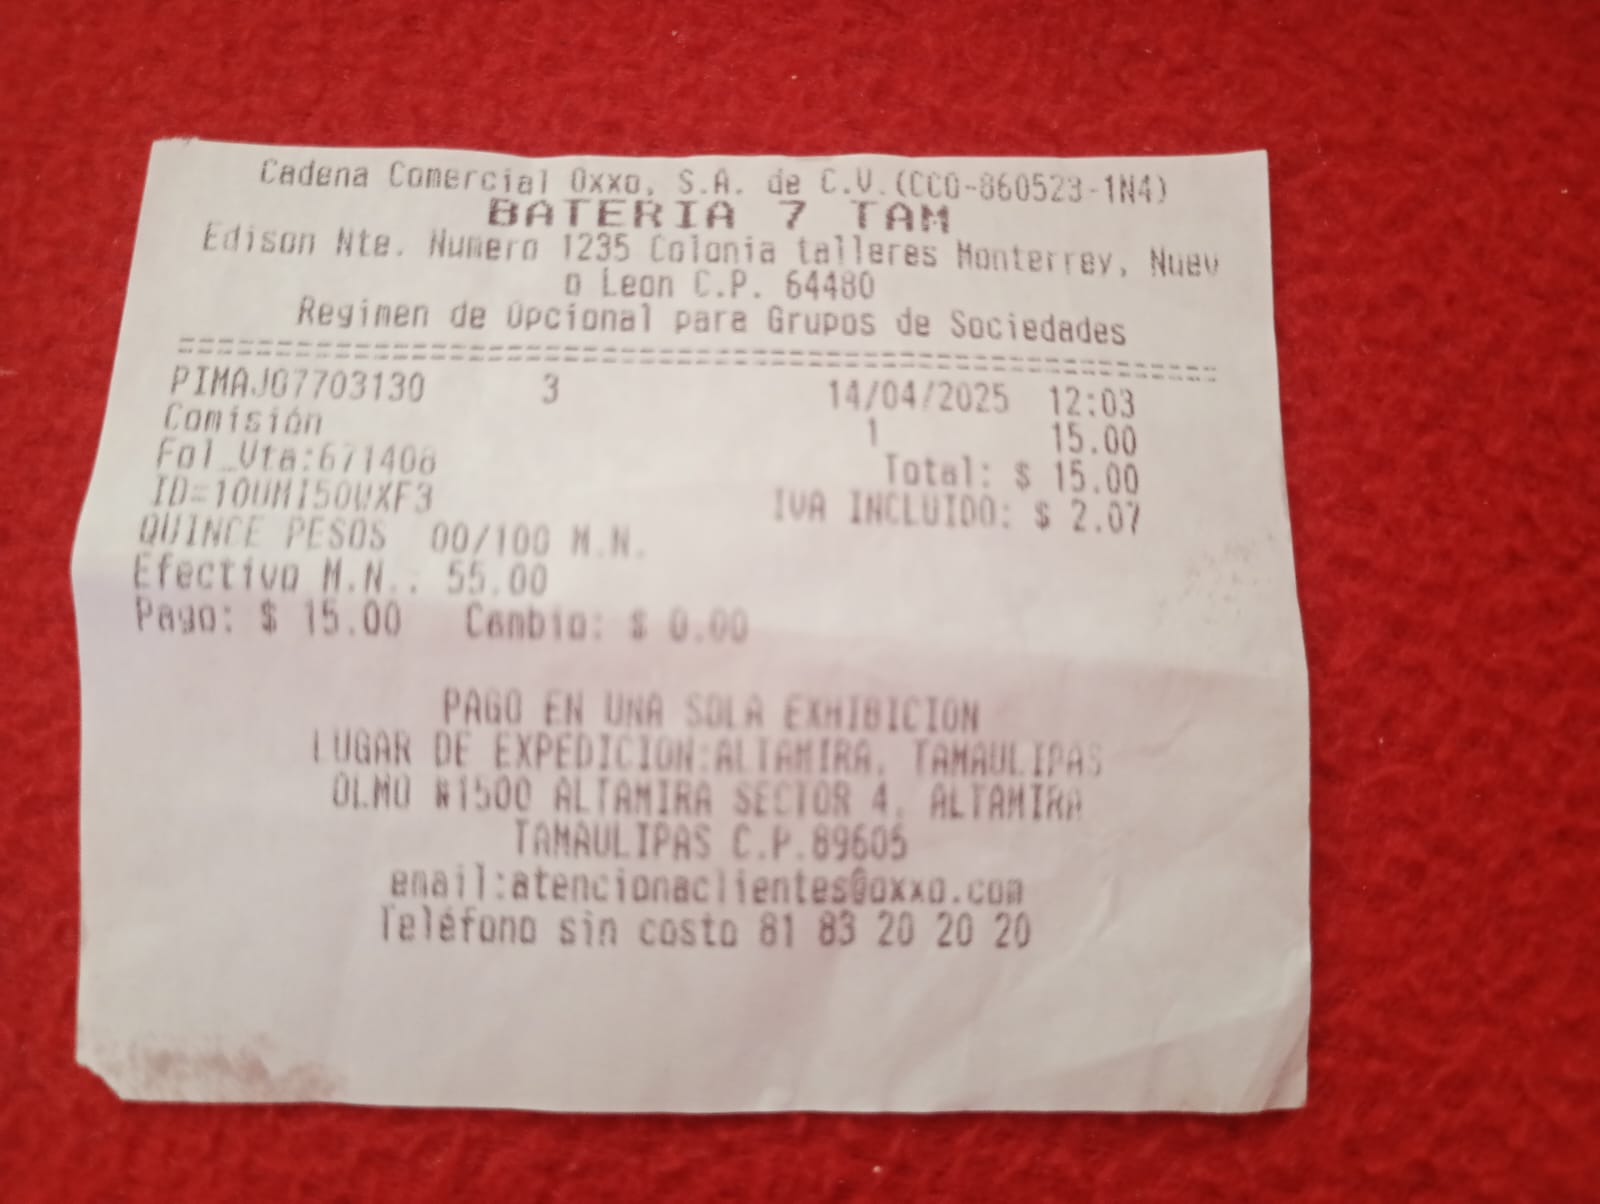 Cadena Comercial Oxxo, S.A. de C.V.(CCO-860523-1N4)
BATERIA 7 TAM
Edison Nte. Numero 1235 Colonia talleres Monterrey, Nuev
o Leon C.P. 64480
Regimen de Opcional para Grupos de Sociedades
PIMAJ07703130 3 14/04/2025 12:03
Comisión 1 15.00
Fol_Vta:671408 Total: $ 15.00
ID=10UMI50VXF3 IVA INCLUIDO: $ 2.07
QUINCE PESOS 00/100 M.N.
Efectivo M.N.. 55.00
Pago: $ 15.00 Cambio: $ 0.00
PAGO EN UNA SOLA EXHIBICION
LUGAR DE EXPEDICION:ALTAMIRA, TAMAULIPAS
OLMO #1500 ALTAMIRA SECTOR 4, ALTAMIRA
TAMAULIPAS C.P.89605
email:atencionaclientes@oxxo.com
Teléfono sin costo 81 83 20 20 20